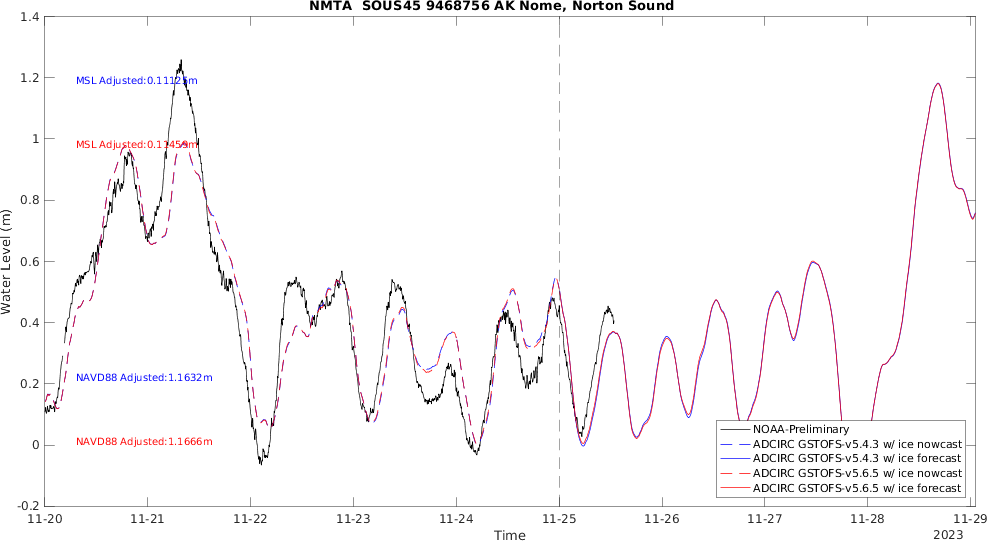 NMTA SOUS45 9468756 AK Nome, Norton Sound
1.4
1.2
1
0.8
0.6
0.4
0.2
0
-0.2
Water Level (m)
MSL Adjusted:0.11125m
MSL Adjusted:0.11459m
NAVD88 Adjusted:1.1632m
NAVD88 Adjusted:1.1666m
NOAA-Preliminary
ADCIRC GSTOFS-v5.4.3 w/ ice nowcast
ADCIRC GSTOFS-v5.4.3 w/ ice forecast
ADCIRC GSTOFS-v5.6.5 w/ ice nowcast
ADCIRC GSTOFS-v5.6.5 w/ ice forecast
11-20 11-21 11-22 11-23 11-24 11-25 11-26 11-27 11-28 11-29
Time
2023